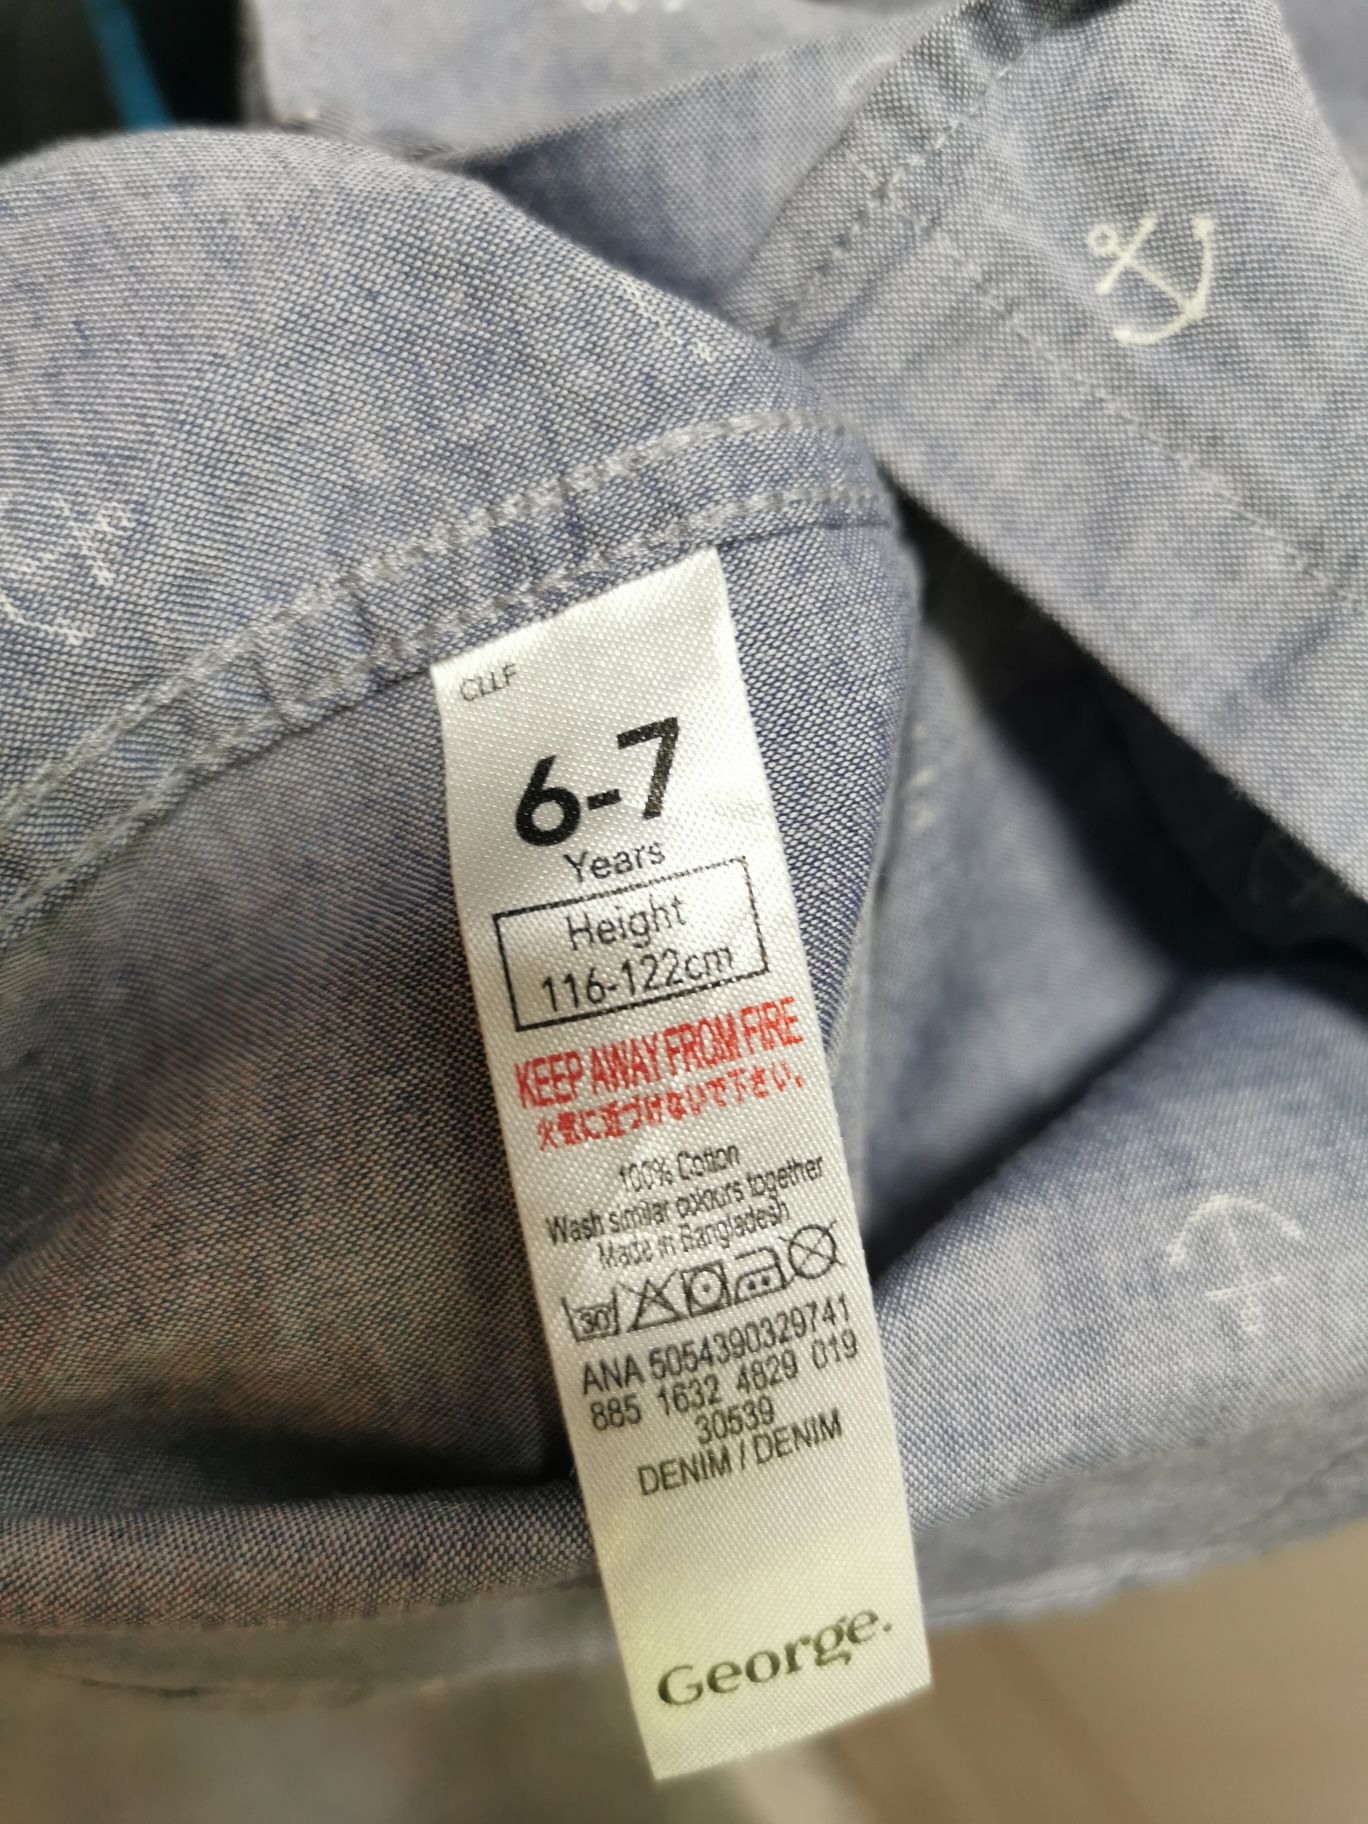 CLLF
6-7
Years
Height
116-122cm
KEEP AWAY FROM FIRE
火気に近づけないで下さい。
100% Cotton
Wash similar colours together
Made in Bangladesh
30
ANA 5054390329741
885 1632 4829 019
30539
DENIM / DENIM
George.